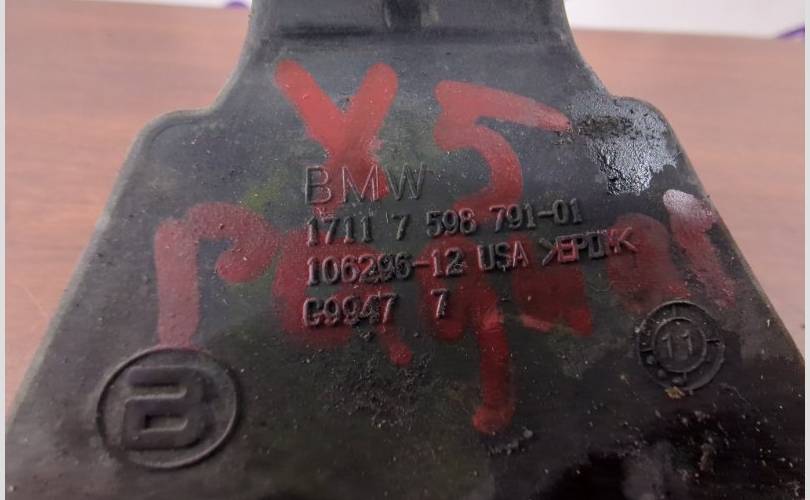 X5
BMW
1711 7 598 791-01
106296-12 USA >EPDM<
G9947 7
B
11